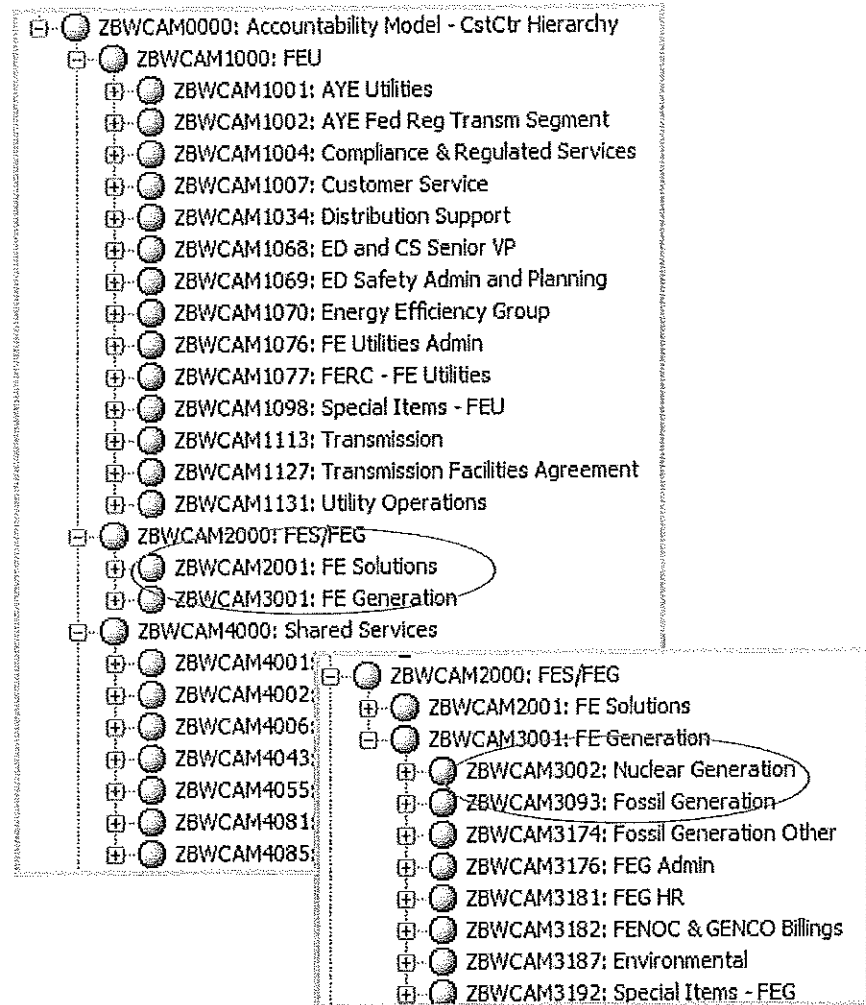 ZBWCAM0000: Accountability Model - CstCtr Hierarchy
ZBWCAM1000: FEU
ZBWCAM1001: AYE Utilities
ZBWCAM1002: AYE Fed Reg Transm Segment
ZBWCAM1004: Compliance & Regulated Services
ZBWCAM1007: Customer Service
ZBWCAM1034: Distribution Support
ZBWCAM1068: ED and CS Senior VP
ZBWCAM1069: ED Safety Admin and Planning
ZBWCAM1070: Energy Efficiency Group
ZBWCAM1076: FE Utilities Admin
ZBWCAM1077: FERC - FE Utilities
ZBWCAM1098: Special Items - FEU
ZBWCAM1113: Transmission
ZBWCAM1127: Transmission Facilities Agreement
ZBWCAM1131: Utility Operations
ZBWCAM2000: FES/FEG
ZBWCAM2001: FE Solutions
ZBWCAM3001: FE Generation
ZBWCAM4000: Shared Services
ZBWCAM4001:
ZBWCAM4002:
ZBWCAM4006:
ZBWCAM4043:
ZBWCAM4055:
ZBWCAM4081:
ZBWCAM4085:
ZBWCAM2000: FES/FEG
ZBWCAM2001: FE Solutions
ZBWCAM3001: FE Generation
ZBWCAM3002: Nuclear Generation
ZBWCAM3093: Fossil Generation
ZBWCAM3174: Fossil Generation Other
ZBWCAM3176: FEG Admin
ZBWCAM3181: FEG HR
ZBWCAM3182: FENOC & GENCO Billings
ZBWCAM3187: Environmental
ZBWCAM3192: Special Items - FEG